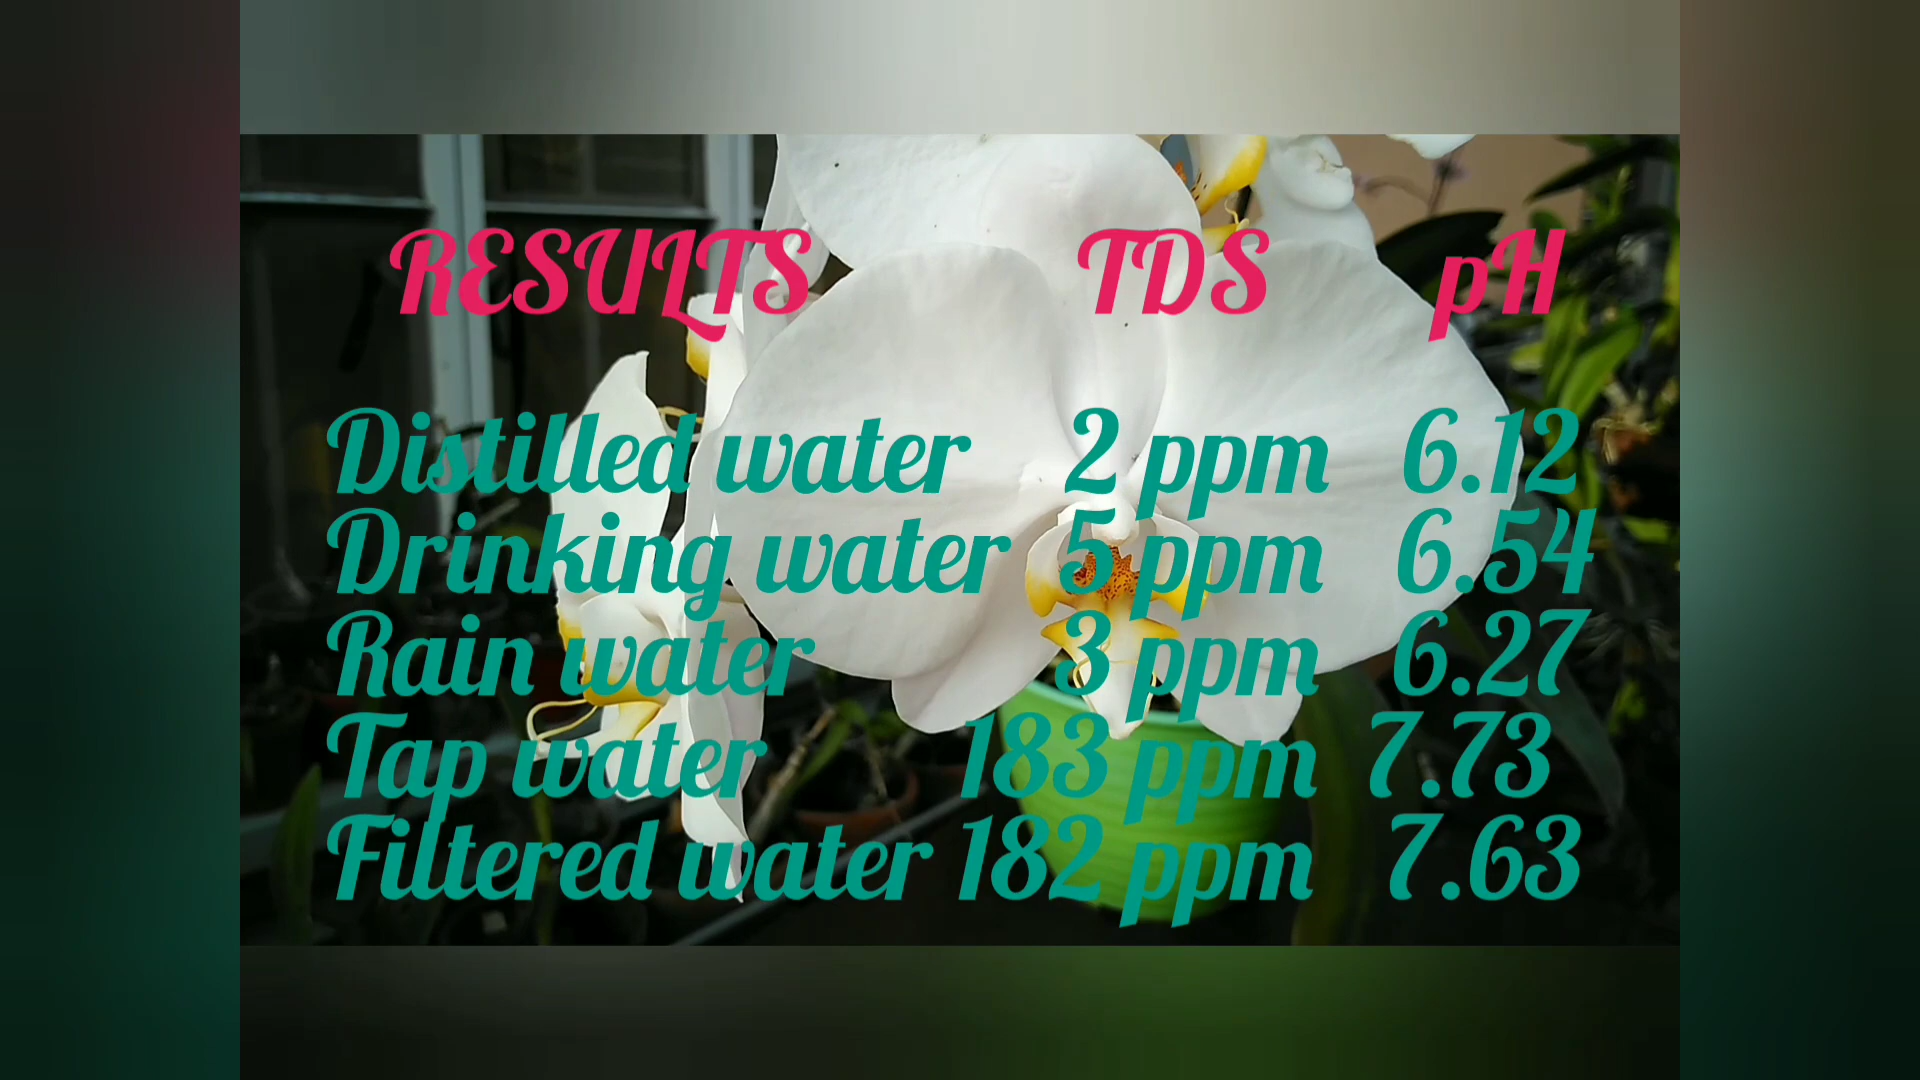 RESULTS TDS pH
Distilled water 2 ppm 6.12
Drinking water 5 ppm 6.54
Rain water 3 ppm 6.27
Tap water 183 ppm 7.73
Filtered water 182 ppm 7.63